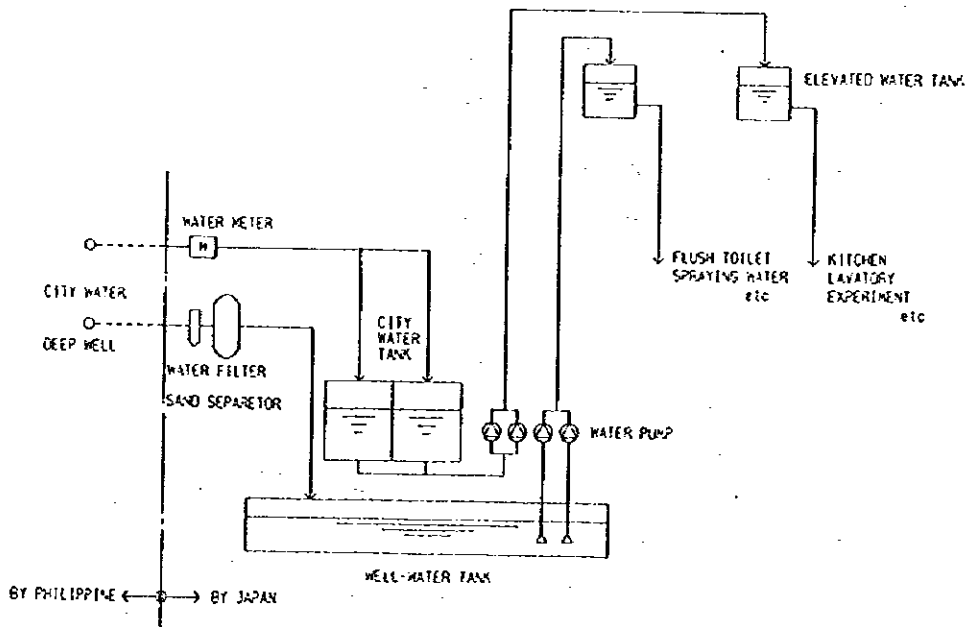 ELEVATED WATER TANK
WATER METER
M
FLUSH TOILET
SPRAYING WATER
etc
KITCHEN
LAVATORY
EXPERIMENT
etc
CITY WATER
CITY
WATER
TANK
DEEP WELL
WATER FILTER
SAND SEPARETOR
WATER PUMP
WELL-WATER TANK
BY PHILIPPINE
BY JAPAN